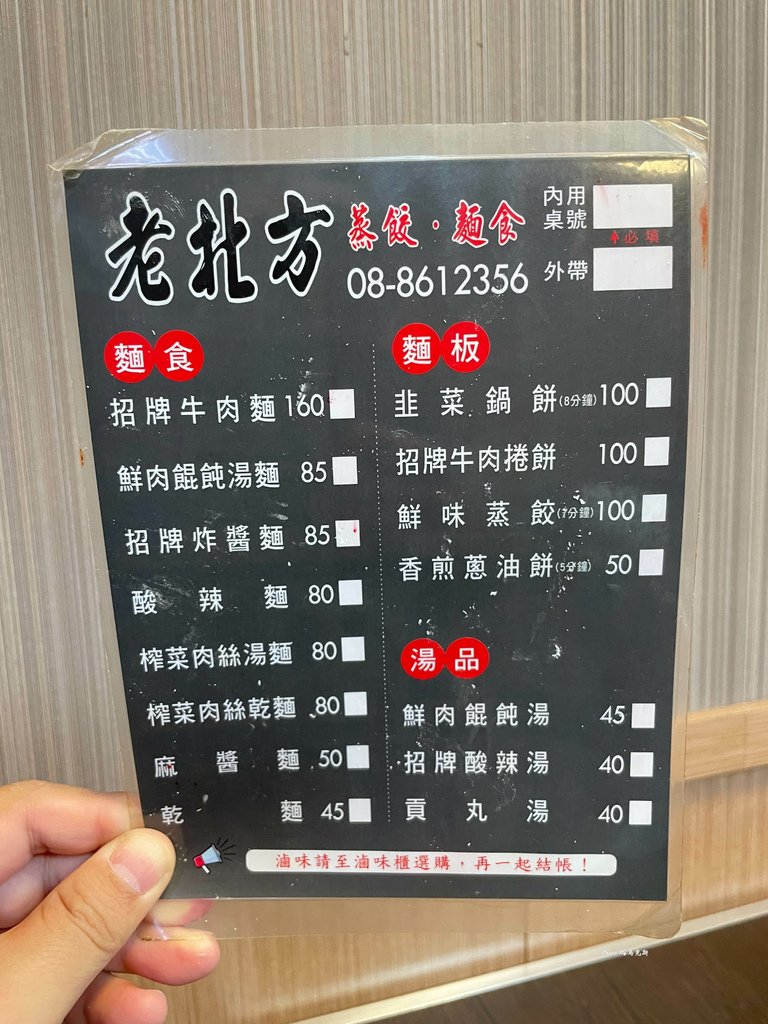 老北方
蒸餃・麵食
08-8612356
內用
桌號
必填
外帶
麵食
招牌牛肉麵 160
鮮肉餛飩湯麵 85
招牌炸醬麵 85
酸辣麵 80
榨菜肉絲湯麵 80
榨菜肉絲乾麵 80
麻醬麵 50
乾麵 45
麵板
韭菜鍋餅(8分鐘) 100
招牌牛肉捲餅 100
鮮味蒸餃(7分鐘) 100
香煎蔥油餅(5分鐘) 50
湯品
鮮肉餛飩湯 45
招牌酸辣湯 40
貢丸湯 40
滷味請至滷味櫃選購，再一起結帳！